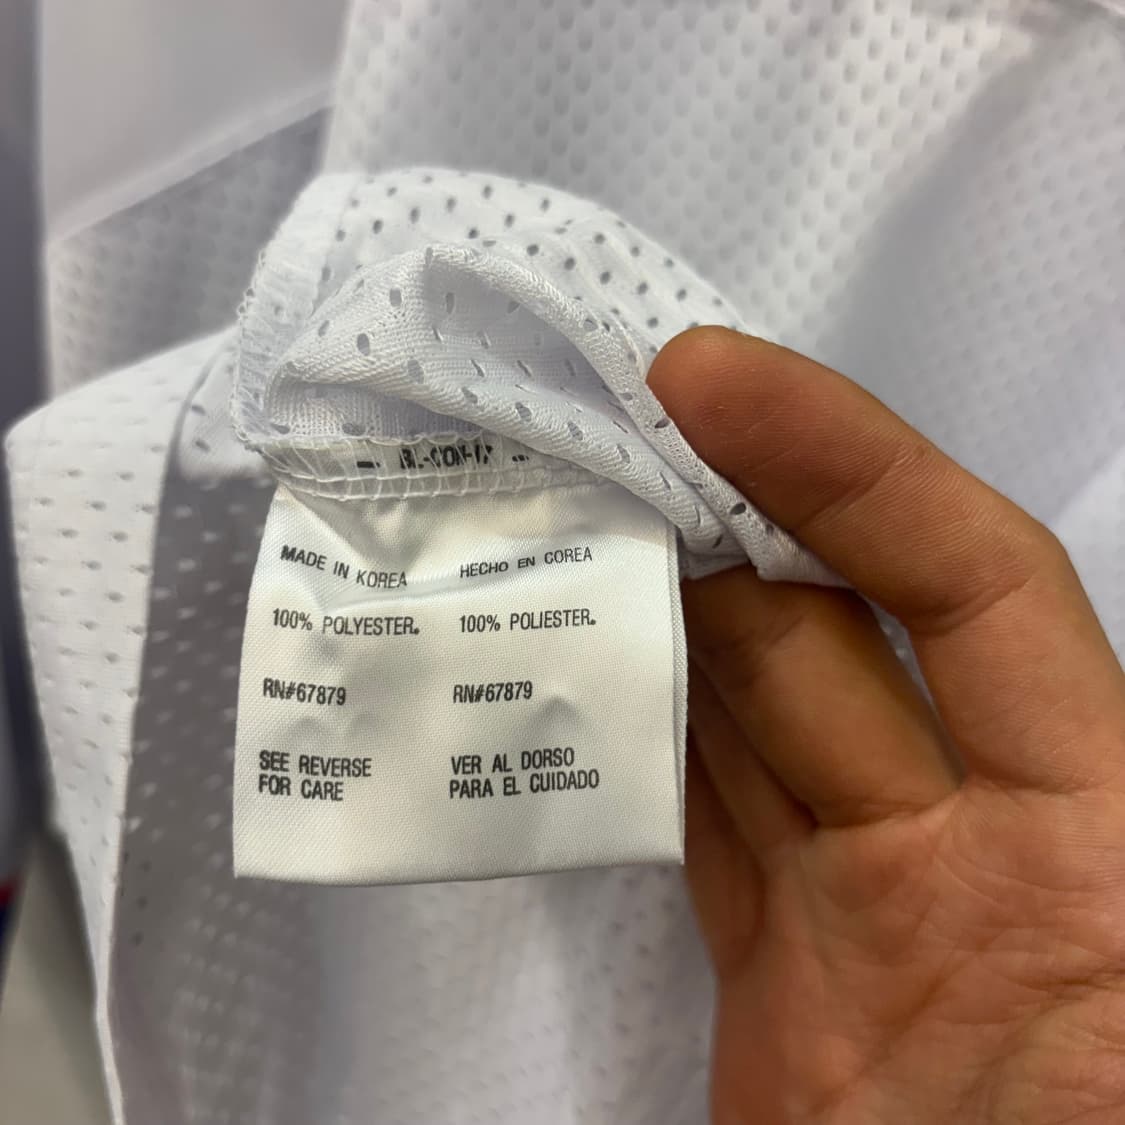 MADE IN KOREA
100% POLYESTER.
RN#67879
SEE REVERSE
FOR CARE
HECHO EN COREA
100% POLIESTER.
RN#67879
VER AL DORSO
PARA EL CUIDADO